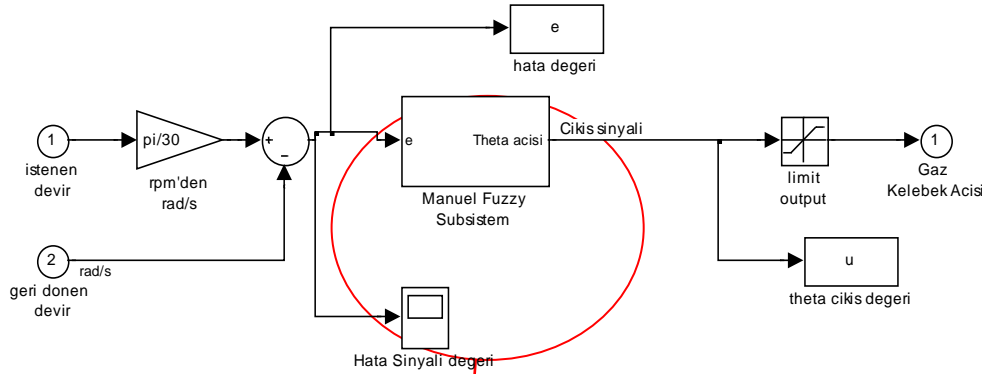 e
hata degeri
1
istenen
devir
pi/30
rpm'den
rad/s
+
−
e
Theta acisi
Manuel Fuzzy
Subsistem
Cikis sinyali
limit
output
1
Gaz
Kelebek Acisi
2
rad/s
geri donen
devir
u
theta cikis degeri
Hata Sinyali degeri